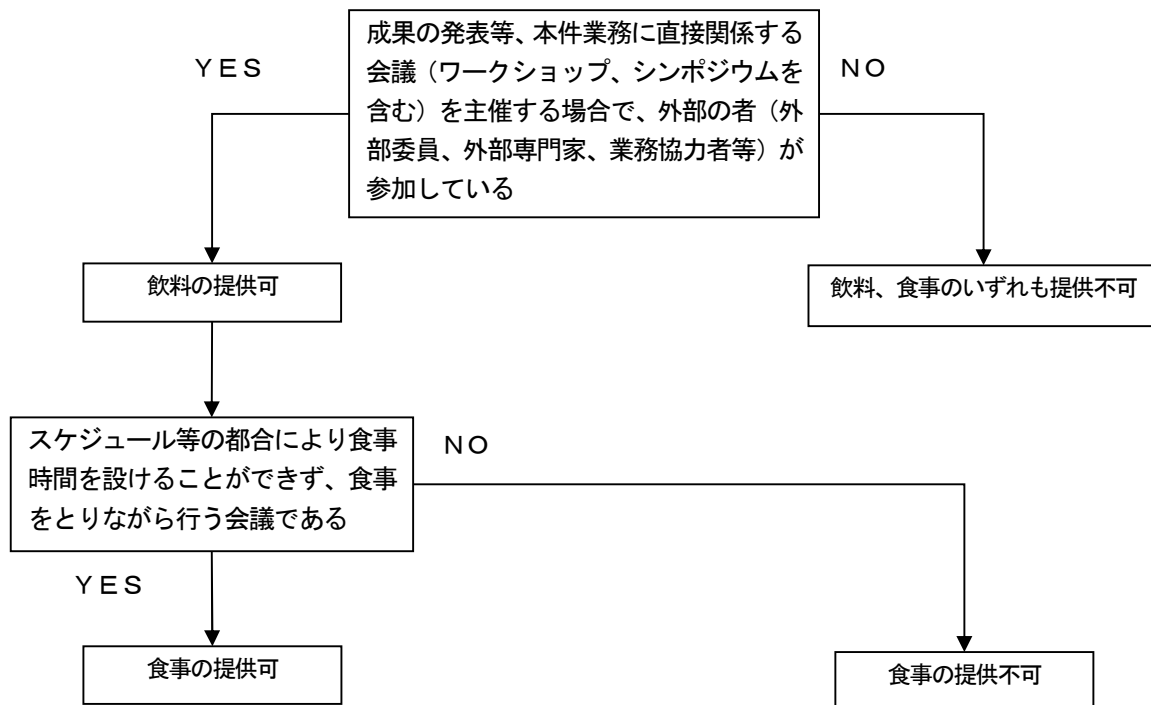 成果の発表等、本件業務に直接関係する
会議（ワークショップ、シンポジウムを
含む）を主催する場合で、外部の者（外
部委員、外部専門家、業務協力者等）が
参加している
ＹＥＳ
ＮＯ
飲料の提供可
飲料、食事のいずれも提供不可
スケジュール等の都合により食事
時間を設けることができず、食事
をとりながら行う会議である
ＮＯ
ＹＥＳ
食事の提供可
食事の提供不可